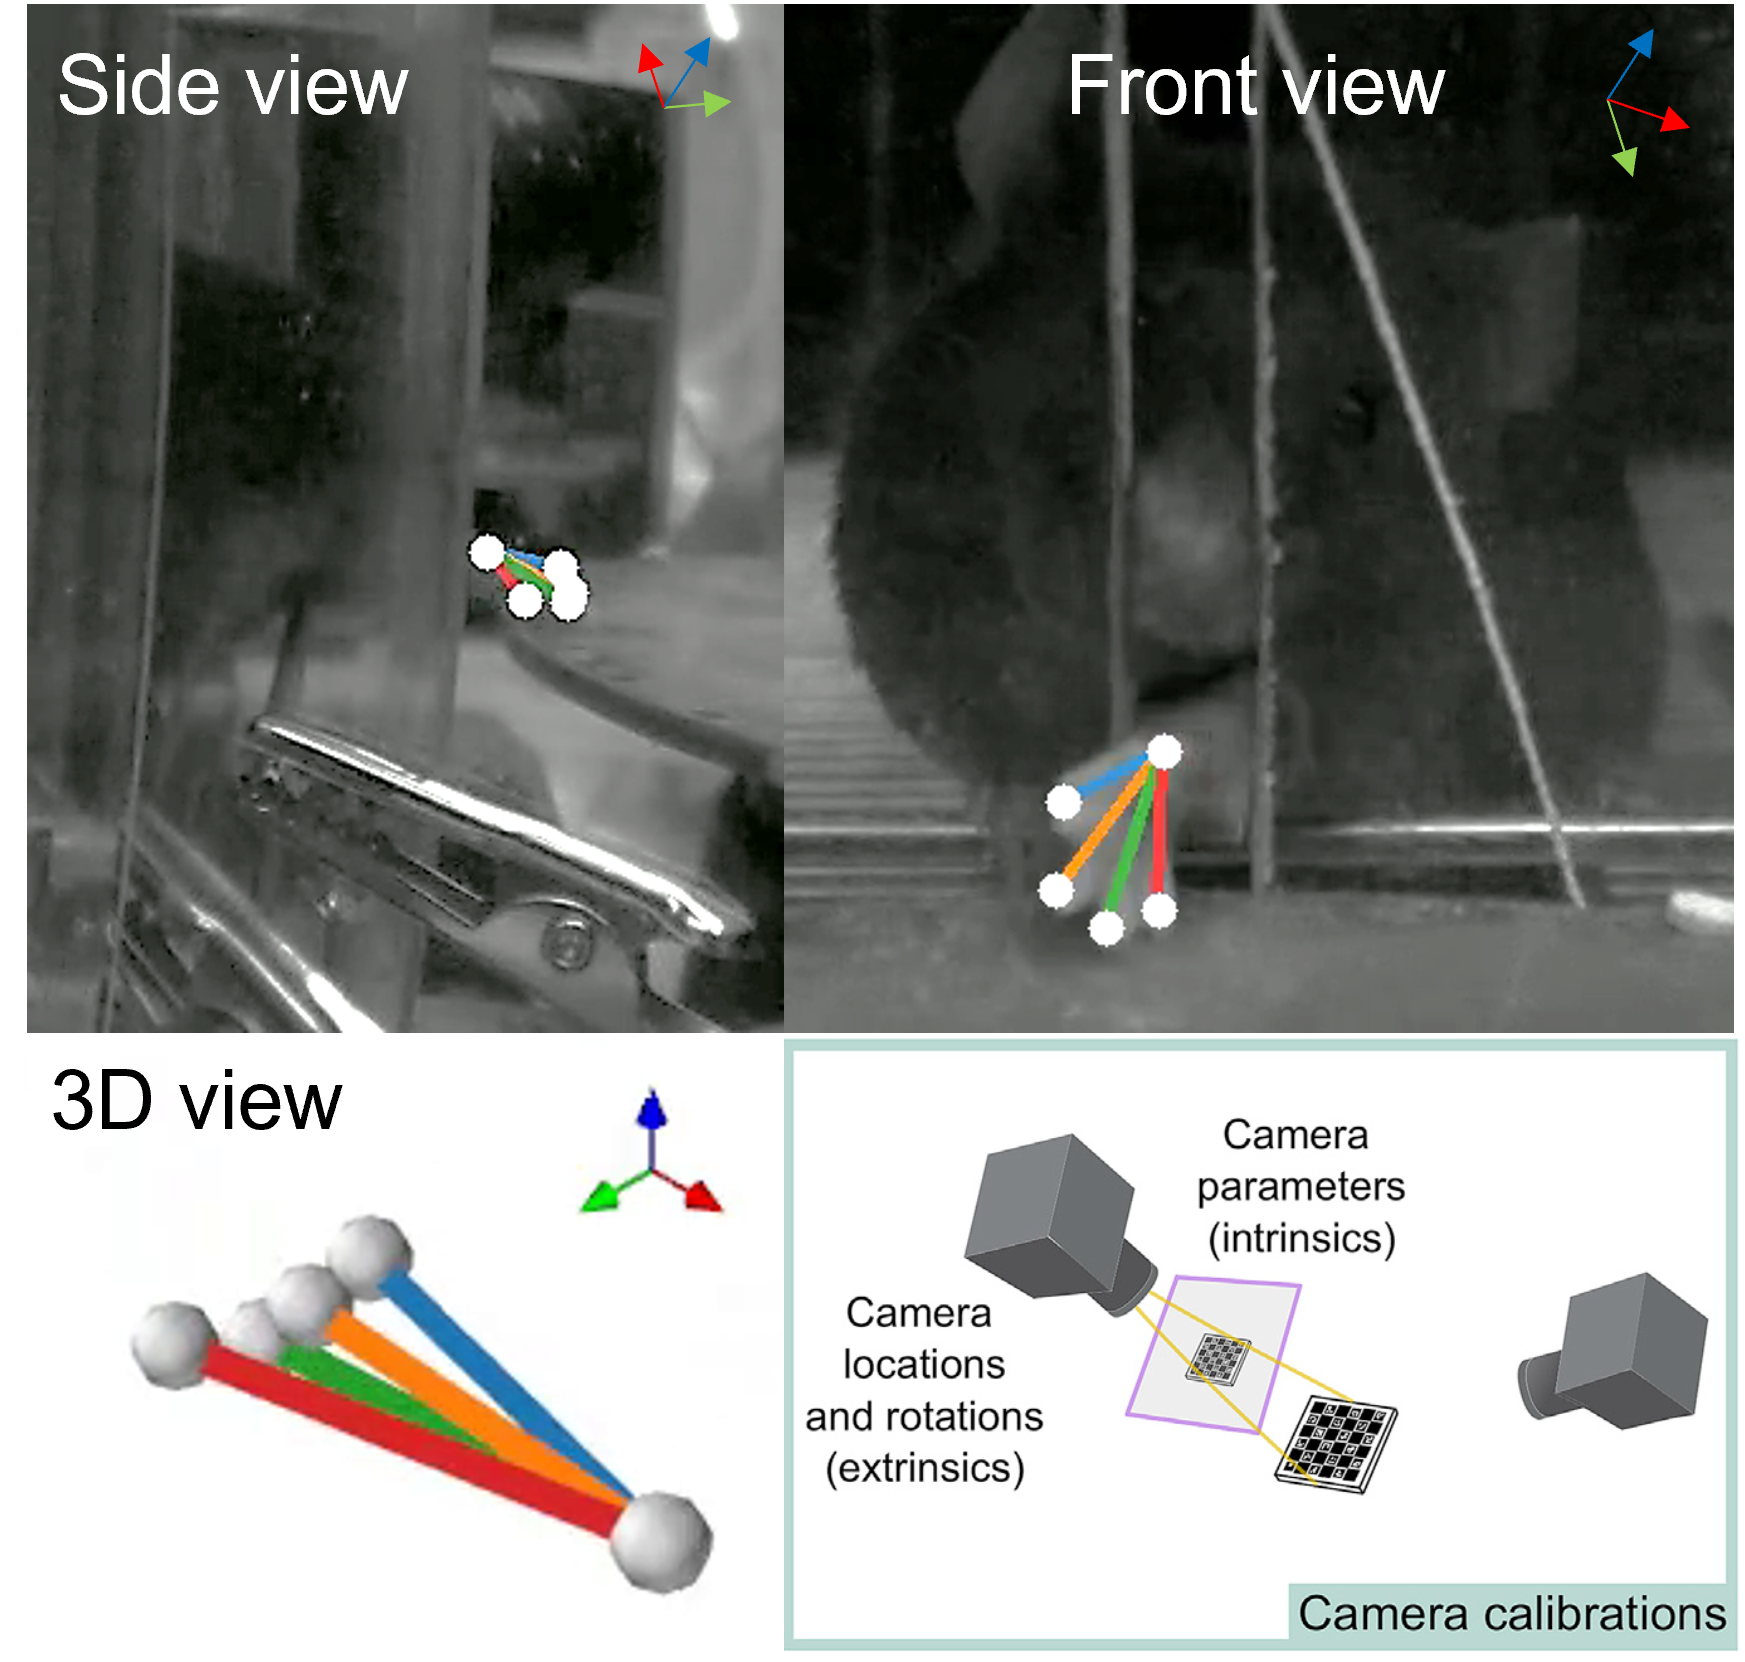 Side view
Front view
3D view
Camera
parameters
(intrinsics)
Camera
locations
and rotations
(extrinsics)
Camera calibrations